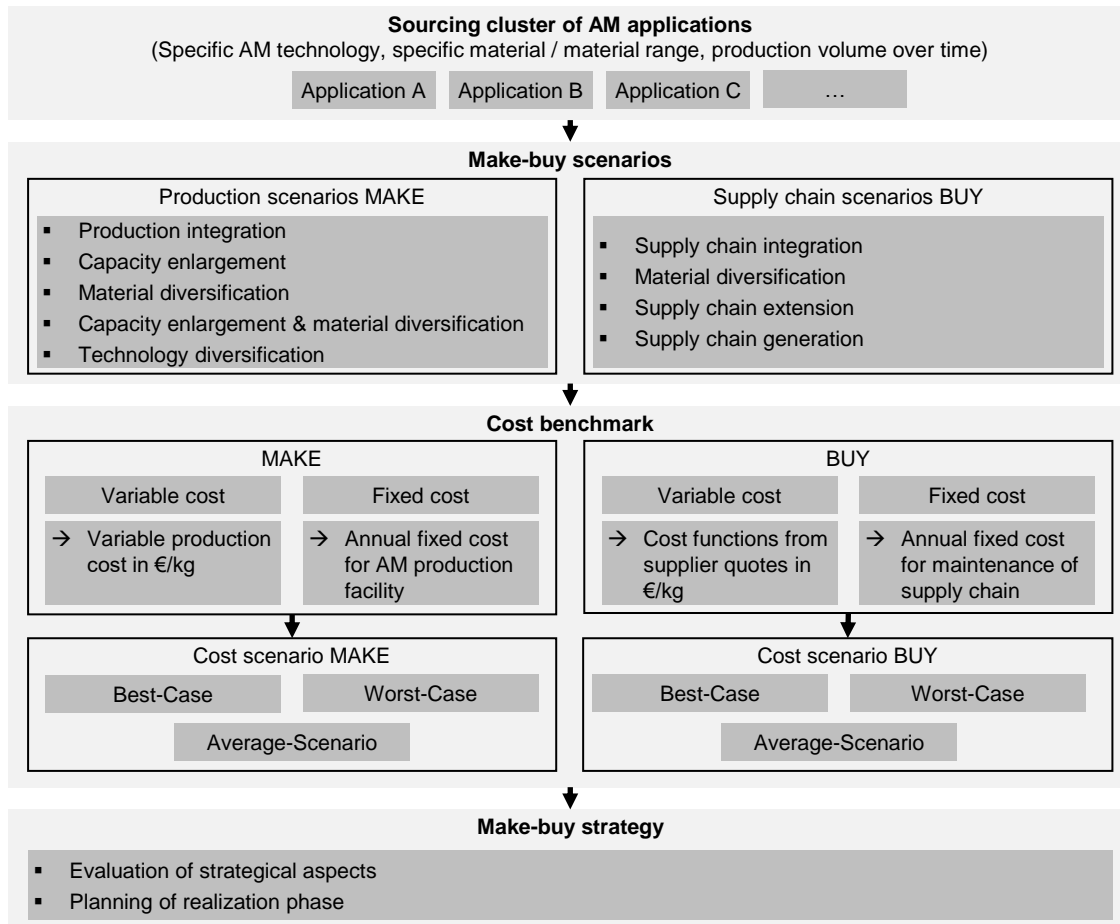 Sourcing cluster of AM applications
(Specific AM technology, specific material / material range, production volume over time)
Application A
Application B
Application C
…
Make-buy scenarios
Production scenarios MAKE
▪ Production integration
▪ Capacity enlargement
▪ Material diversification
▪ Capacity enlargement & material diversification
▪ Technology diversification
Supply chain scenarios BUY
▪ Supply chain integration
▪ Material diversification
▪ Supply chain extension
▪ Supply chain generation
Cost benchmark
MAKE
Variable cost
→ Variable production
cost in €/kg
Fixed cost
→ Annual fixed cost
for AM production
facility
BUY
Variable cost
→ Cost functions from
supplier quotes in
€/kg
Fixed cost
→ Annual fixed cost
for maintenance of
supply chain
Cost scenario MAKE
Best-Case
Worst-Case
Average-Scenario
Cost scenario BUY
Best-Case
Worst-Case
Average-Scenario
Make-buy strategy
▪ Evaluation of strategical aspects
▪ Planning of realization phase